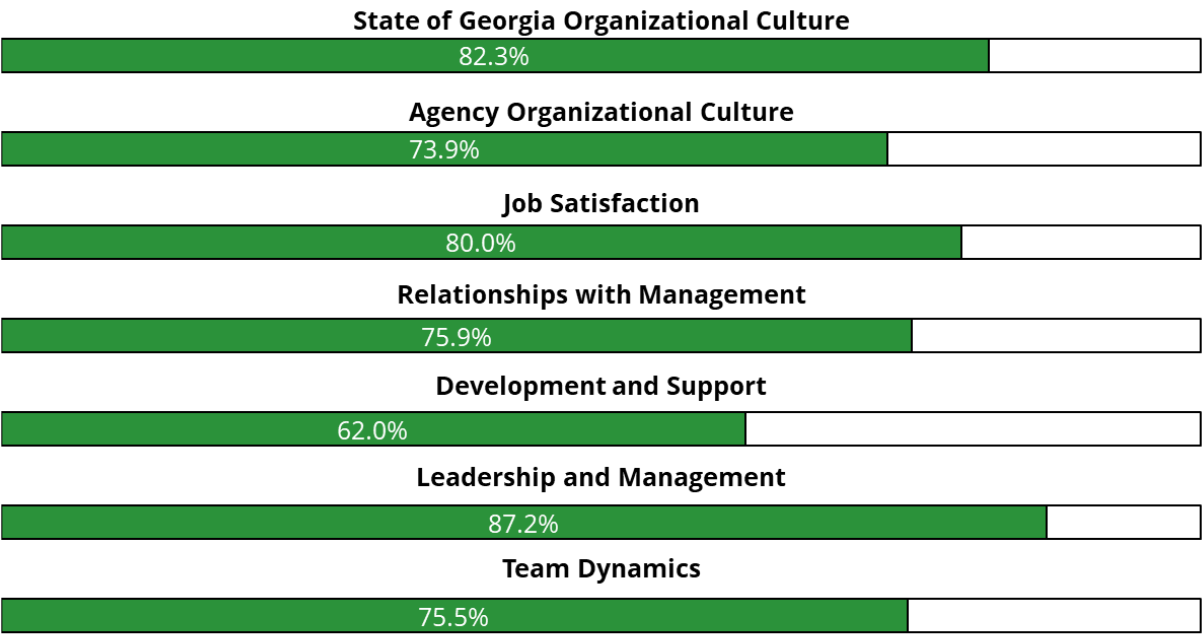 State of Georgia Organizational Culture
82.3%
Agency Organizational Culture
73.9%
Job Satisfaction
80.0%
Relationships with Management
75.9%
Development and Support
62.0%
Leadership and Management
87.2%
Team Dynamics
75.5%